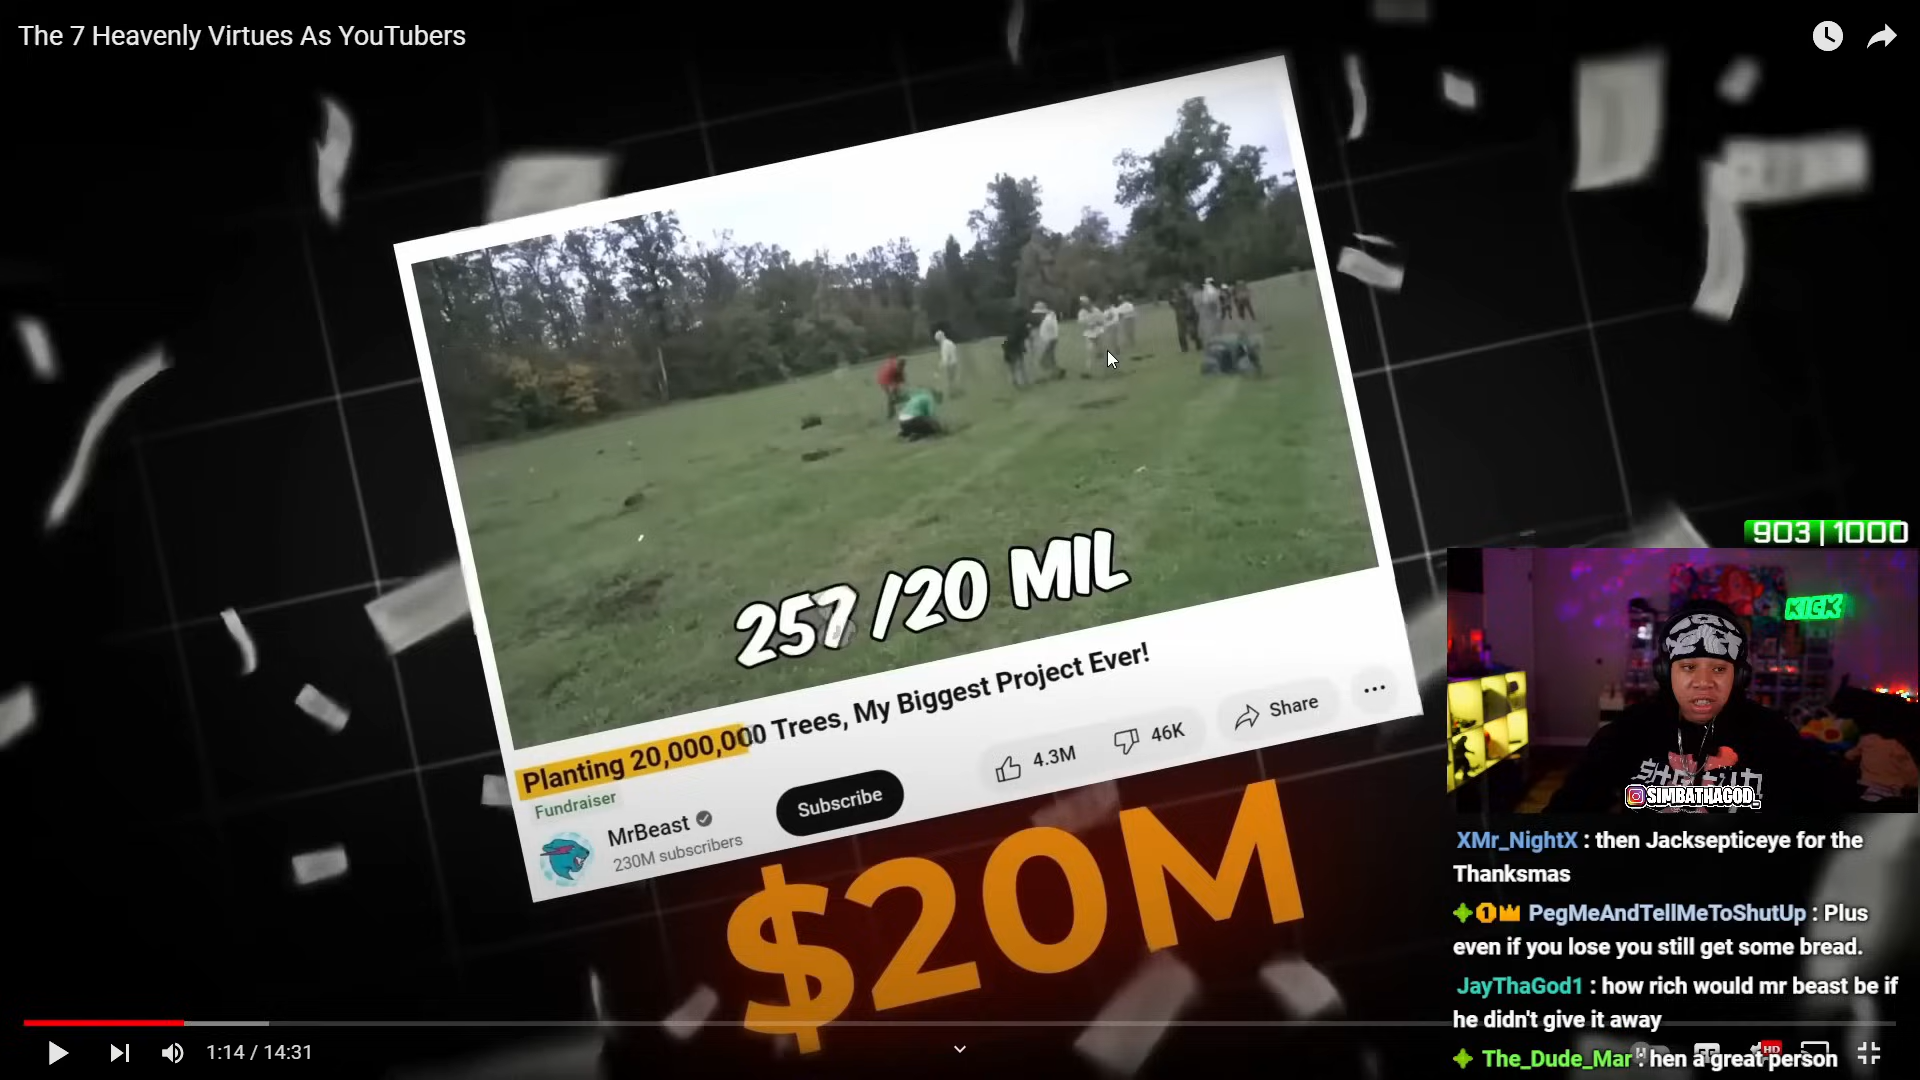 The 7 Heavenly Virtues As YouTubers
257 /20 MIL
Planting 20,000,000 Trees, My Biggest Project Ever!
Fundraiser
MrBeast
230M subscribers
Subscribe
4.3M
46K
Share
$20M
903 | 1000
KICK
SIMBATHAGOD_
XMr_NightX : then Jacksepticeye for the
Thanksmas
PegMeAndTellMeToShutUp : Plus
even if you lose you still get some bread.
JayThaGod1 : how rich would mr beast be if
he didn't give it away
The_Dude_Mar hen a great person
1:14 / 14:31
HD